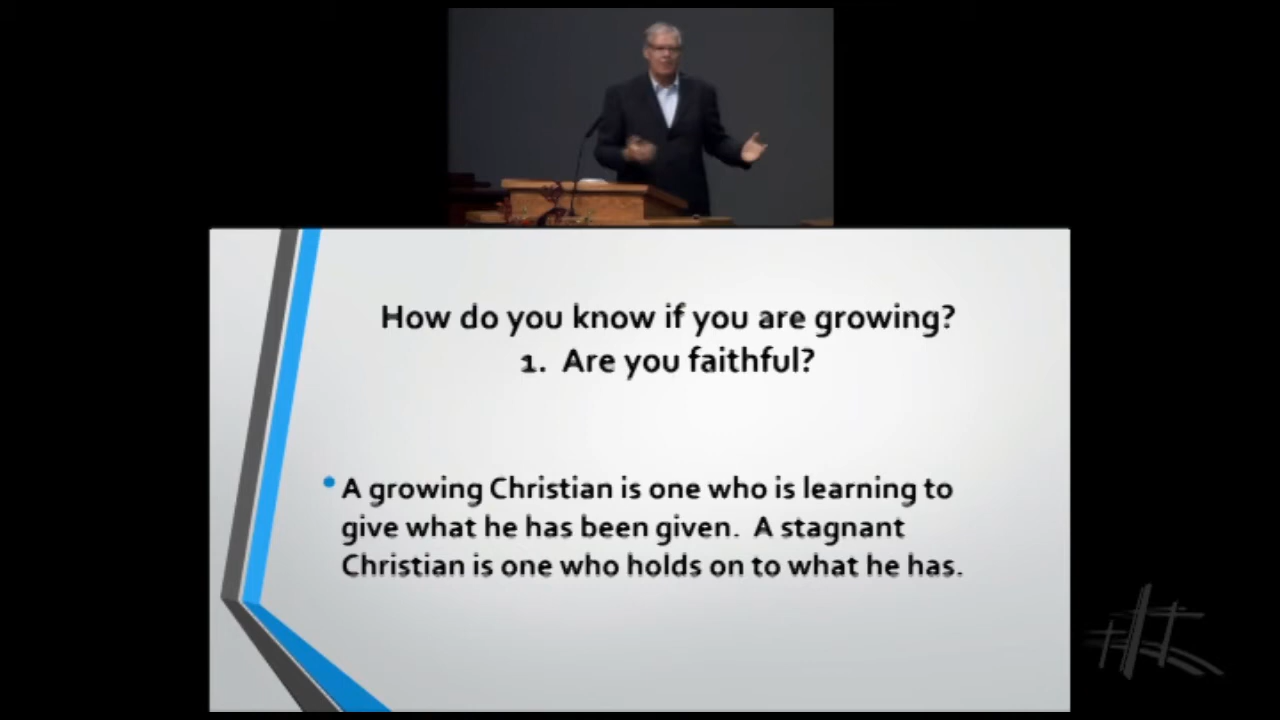 How do you know if you are growing?
1. Are you faithful?
• A growing Christian is one who is learning to
give what he has been given. A stagnant
Christian is one who holds on to what he has.